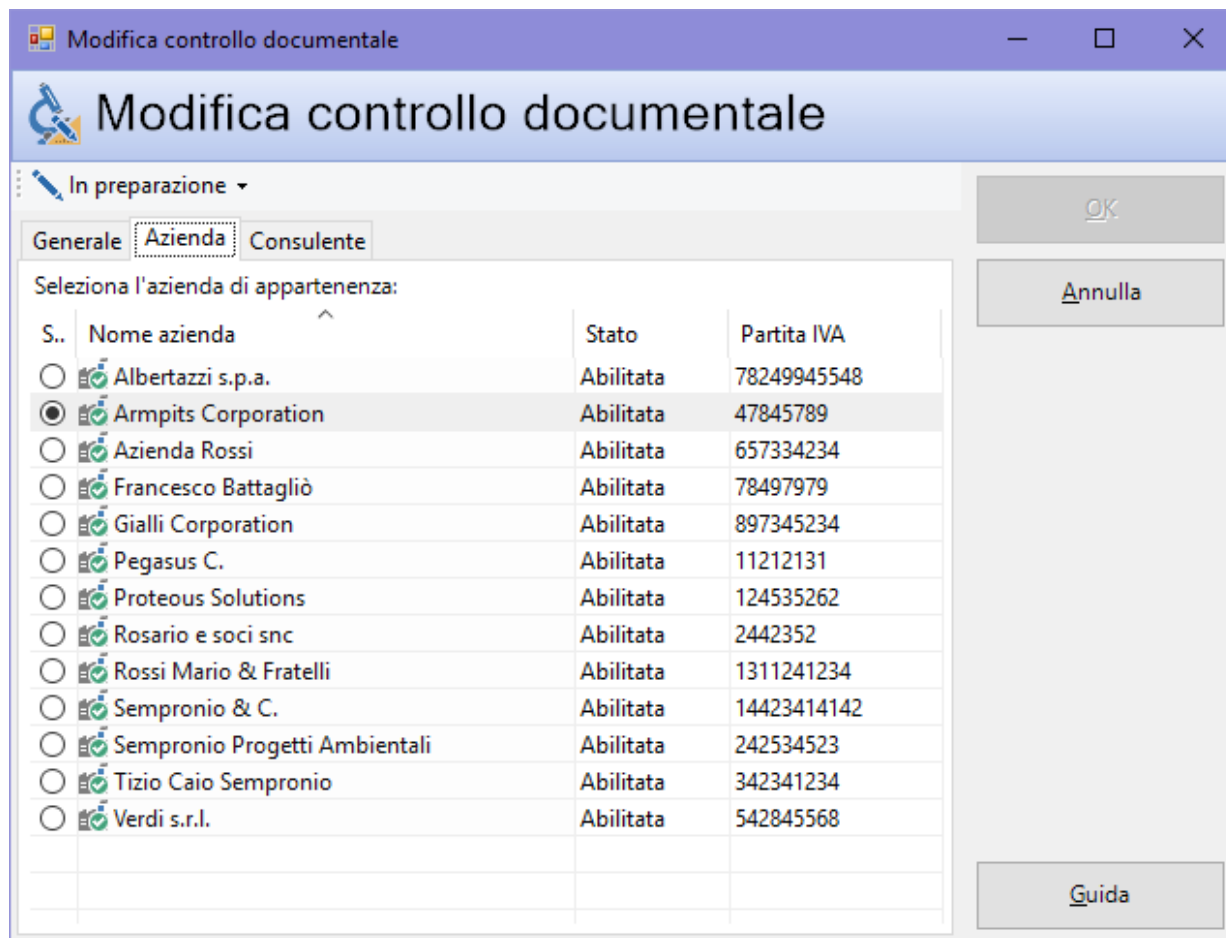 Modifica controllo documentale
Modifica controllo documentale
In preparazione
OK
Generale Azienda Consulente
Annulla
Seleziona l'azienda di appartenenza:
S.. Nome azienda Stato Partita IVA
Albertazzi s.p.a. Abilitata 78249945548
Armpits Corporation Abilitata 47845789
Azienda Rossi Abilitata 657334234
Francesco Battagliò Abilitata 78497979
Gialli Corporation Abilitata 897345234
Pegasus C. Abilitata 11212131
Proteous Solutions Abilitata 124535262
Rosario e soci snc Abilitata 2442352
Rossi Mario & Fratelli Abilitata 1311241234
Sempronio & C. Abilitata 14423414142
Sempronio Progetti Ambientali Abilitata 242534523
Tizio Caio Sempronio Abilitata 342341234
Verdi s.r.l. Abilitata 542845568
Guida